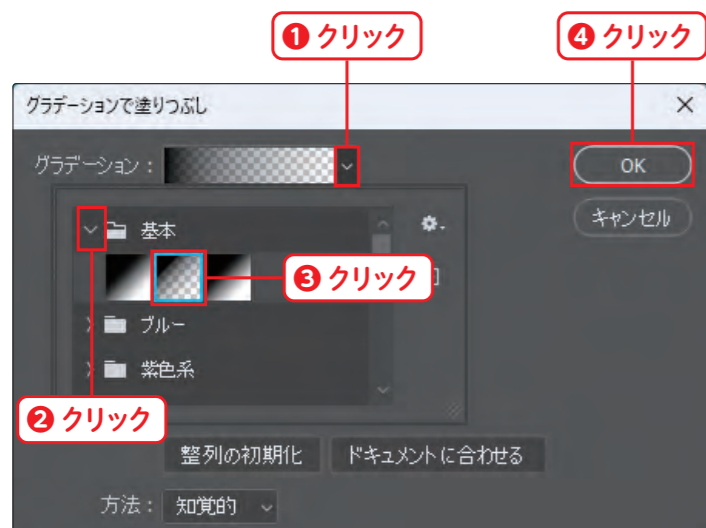 ❶ クリック
❹ クリック
グラデーションで塗りつぶし
グラデーション：
OK
キャンセル
基本
❸ クリック
ブルー
紫色系
❷ クリック
整列の初期化
ドキュメントに合わせる
方法： 知覚的